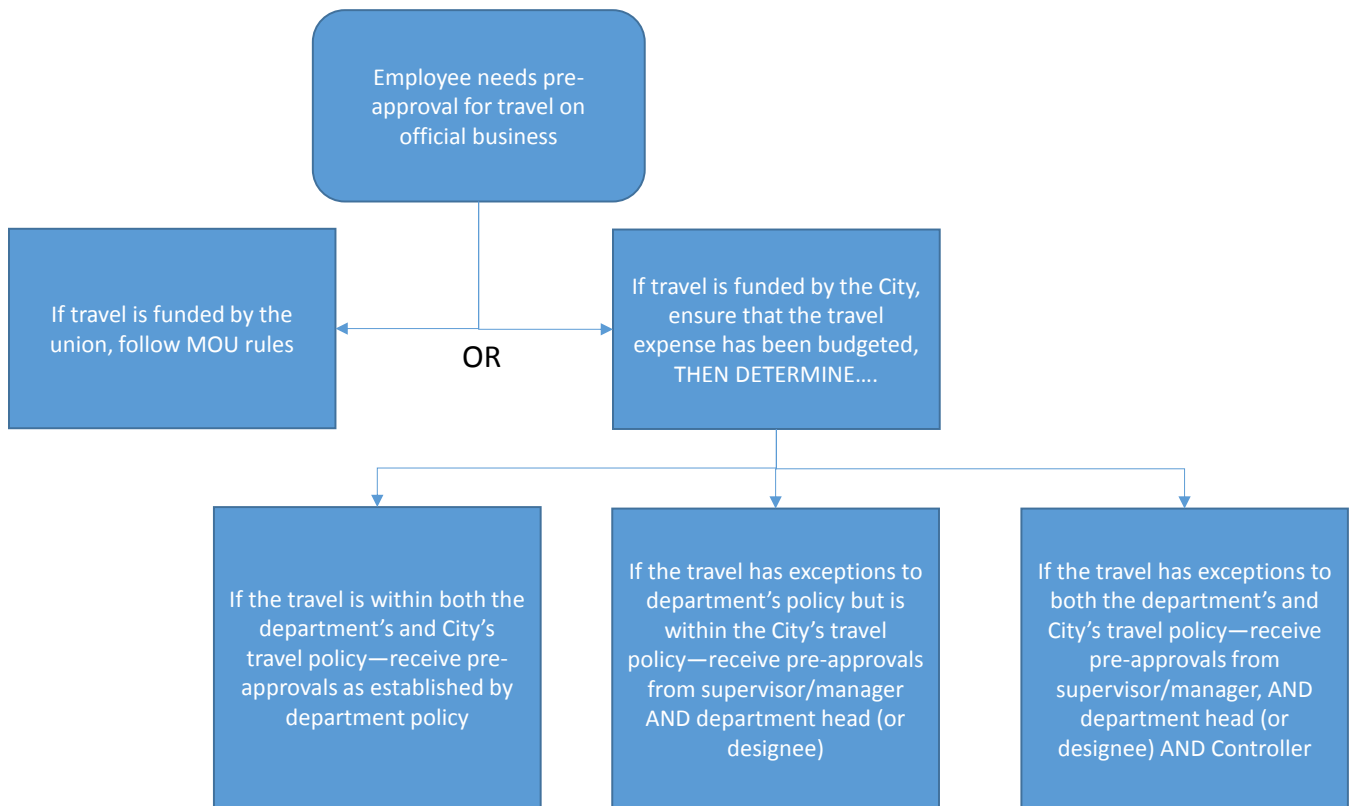 Employee needs pre-
approval for travel on
official business
If travel is funded by the
union, follow MOU rules
OR
If travel is funded by the City,
ensure that the travel
expense has been budgeted,
THEN DETERMINE….
If the travel is within both the
department’s and City’s
travel policy—receive pre-
approvals as established by
department policy
If the travel has exceptions to
department’s policy but is
within the City’s travel
policy—receive pre-approvals
from supervisor/manager
AND department head (or
designee)
If the travel has exceptions to
both the department’s and
City’s travel policy—receive
pre-approvals from
supervisor/manager, AND
department head (or
designee) AND Controller